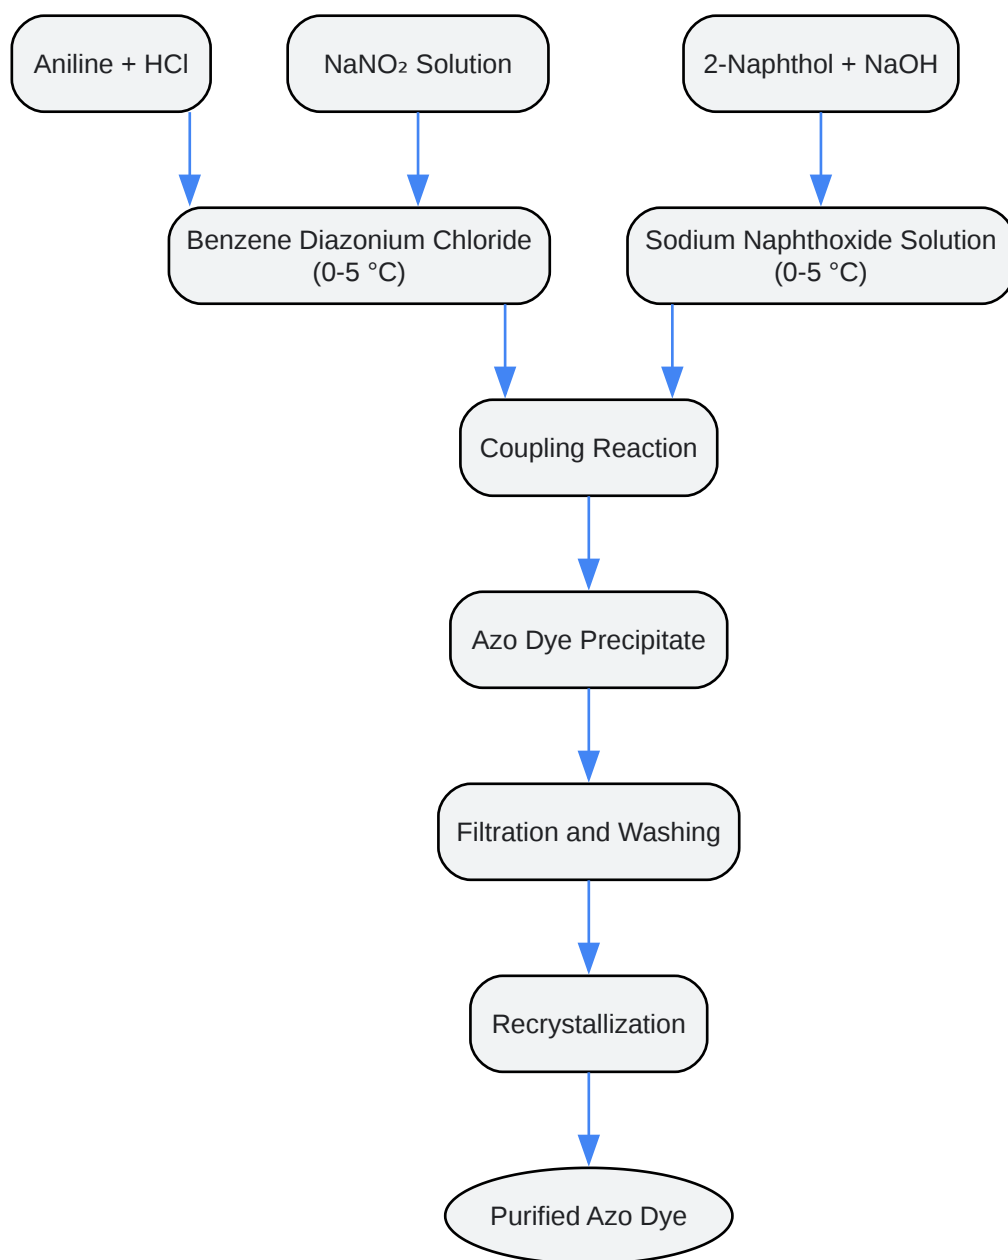 Aniline + HCl
NaNO₂ Solution
2-Naphthol + NaOH
Benzene Diazonium Chloride
(0-5 °C)
Sodium Naphthoxide Solution
(0-5 °C)
Coupling Reaction
Azo Dye Precipitate
Filtration and Washing
Recrystallization
Purified Azo Dye